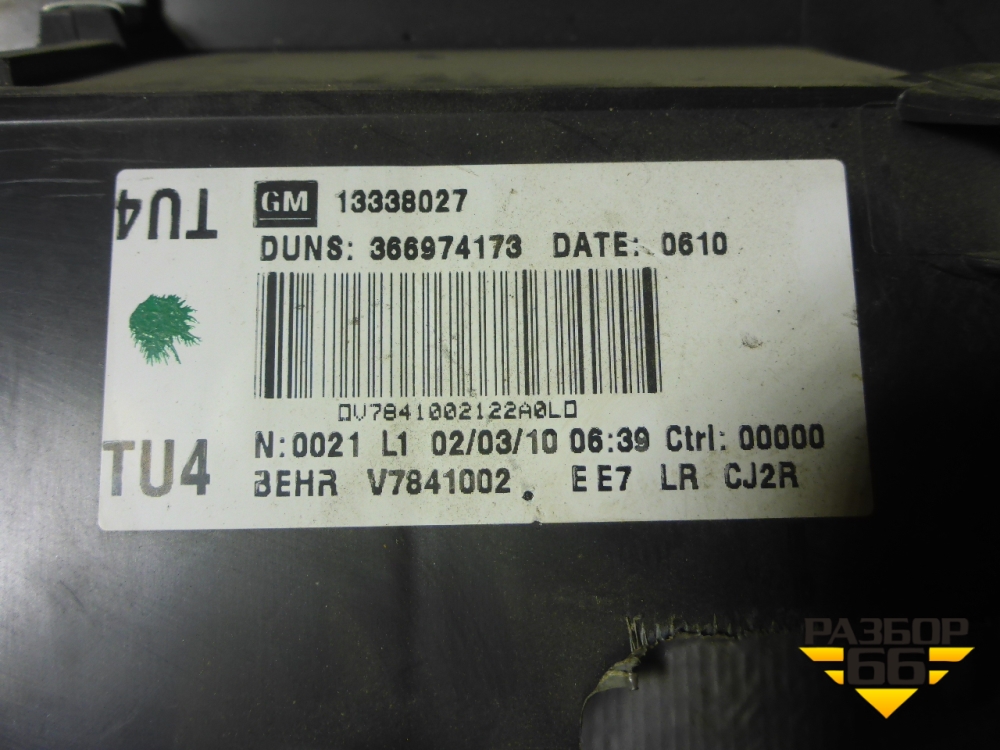 TU4
GM 13338027
DUNS: 366974173 DATE: 0610
V7841002122A0L
N:0021 L1 02/03/10 06:39 Ctrl: 00000
TU4
BEHR V7841002. E E7 LR CJ2R
РАЗБОР
66